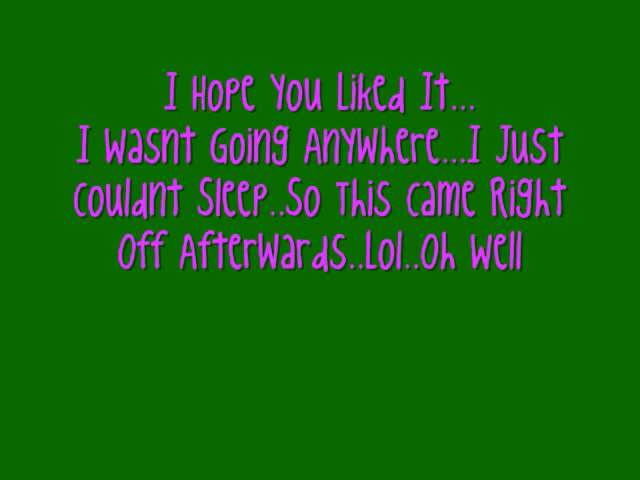 I Hope You Liked It...
I Wasnt Going Anywhere...I Just
Couldnt Sleep..So This Came Right
Off Afterwards..Lol..Oh Well